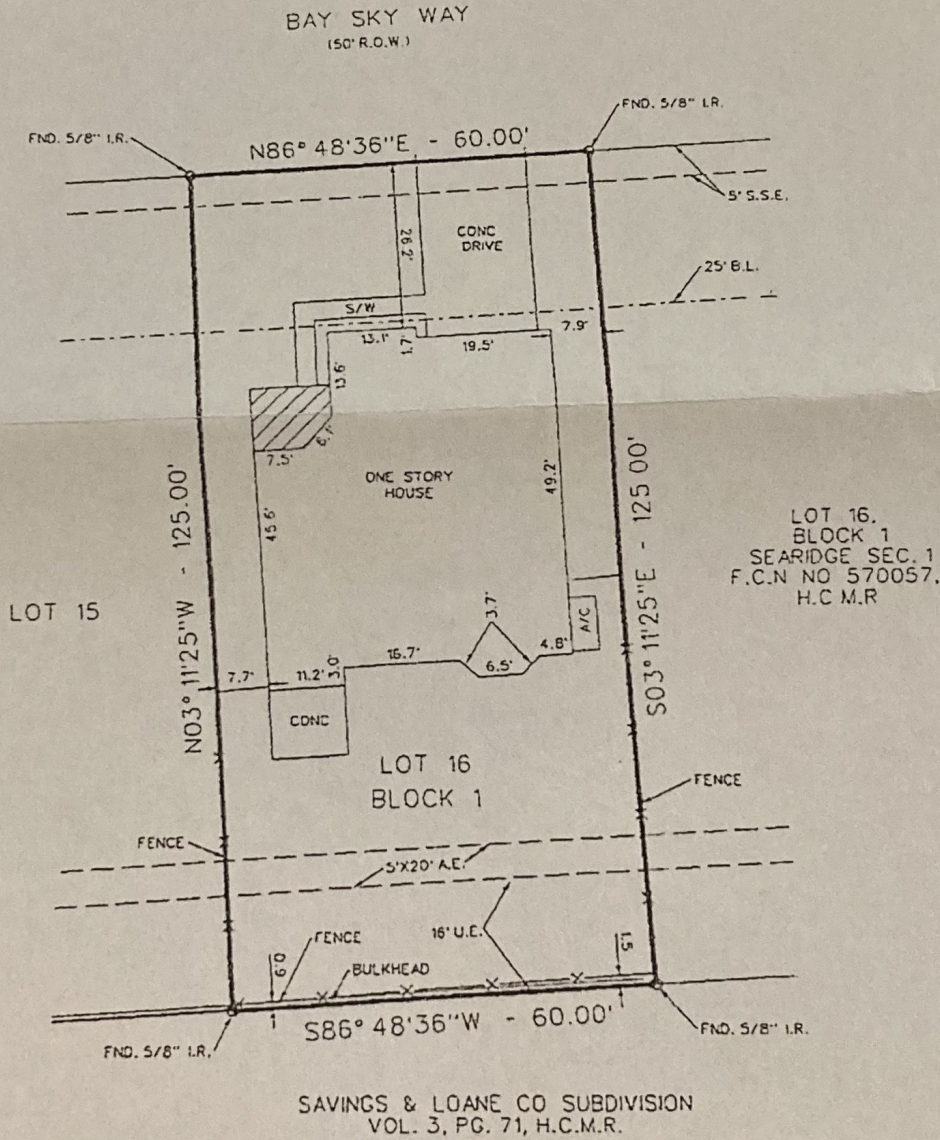 BAY SKY WAY
(50' R.O.W.)
FND. 5/8" I.R.
FND. 5/8" I.R.
N86° 48'36"E - 60.00'
5' S.S.E.
26.2'
CONC
DRIVE
25' B.L.
S/W
13.1'
1.7'
19.5'
7.9'
13.6'
7.5'
ONE STORY
HOUSE
49.2'
45.6'
N03° 11'25"W - 125.00'
S03° 11'25"E - 125 00'
LOT 15
LOT 16,
BLOCK 1
SEARIDGE SEC. 1
F.C.N NO 570057,
H.C M.R
A/C
3.7'
4.8'
16.7'
6.5'
7.7'
11.2'
3.0'
CONC
LOT 16
BLOCK 1
FENCE
FENCE
5'X20' A.E.
16' U.E.
FENCE
BULKHEAD
0.9
1.5
S86° 48'36"W - 60.00'
FND. 5/8" I.R.
FND. 5/8" I.R.
SAVINGS & LOANE CO SUBDIVISION
VOL. 3, PG. 71, H.C.M.R.